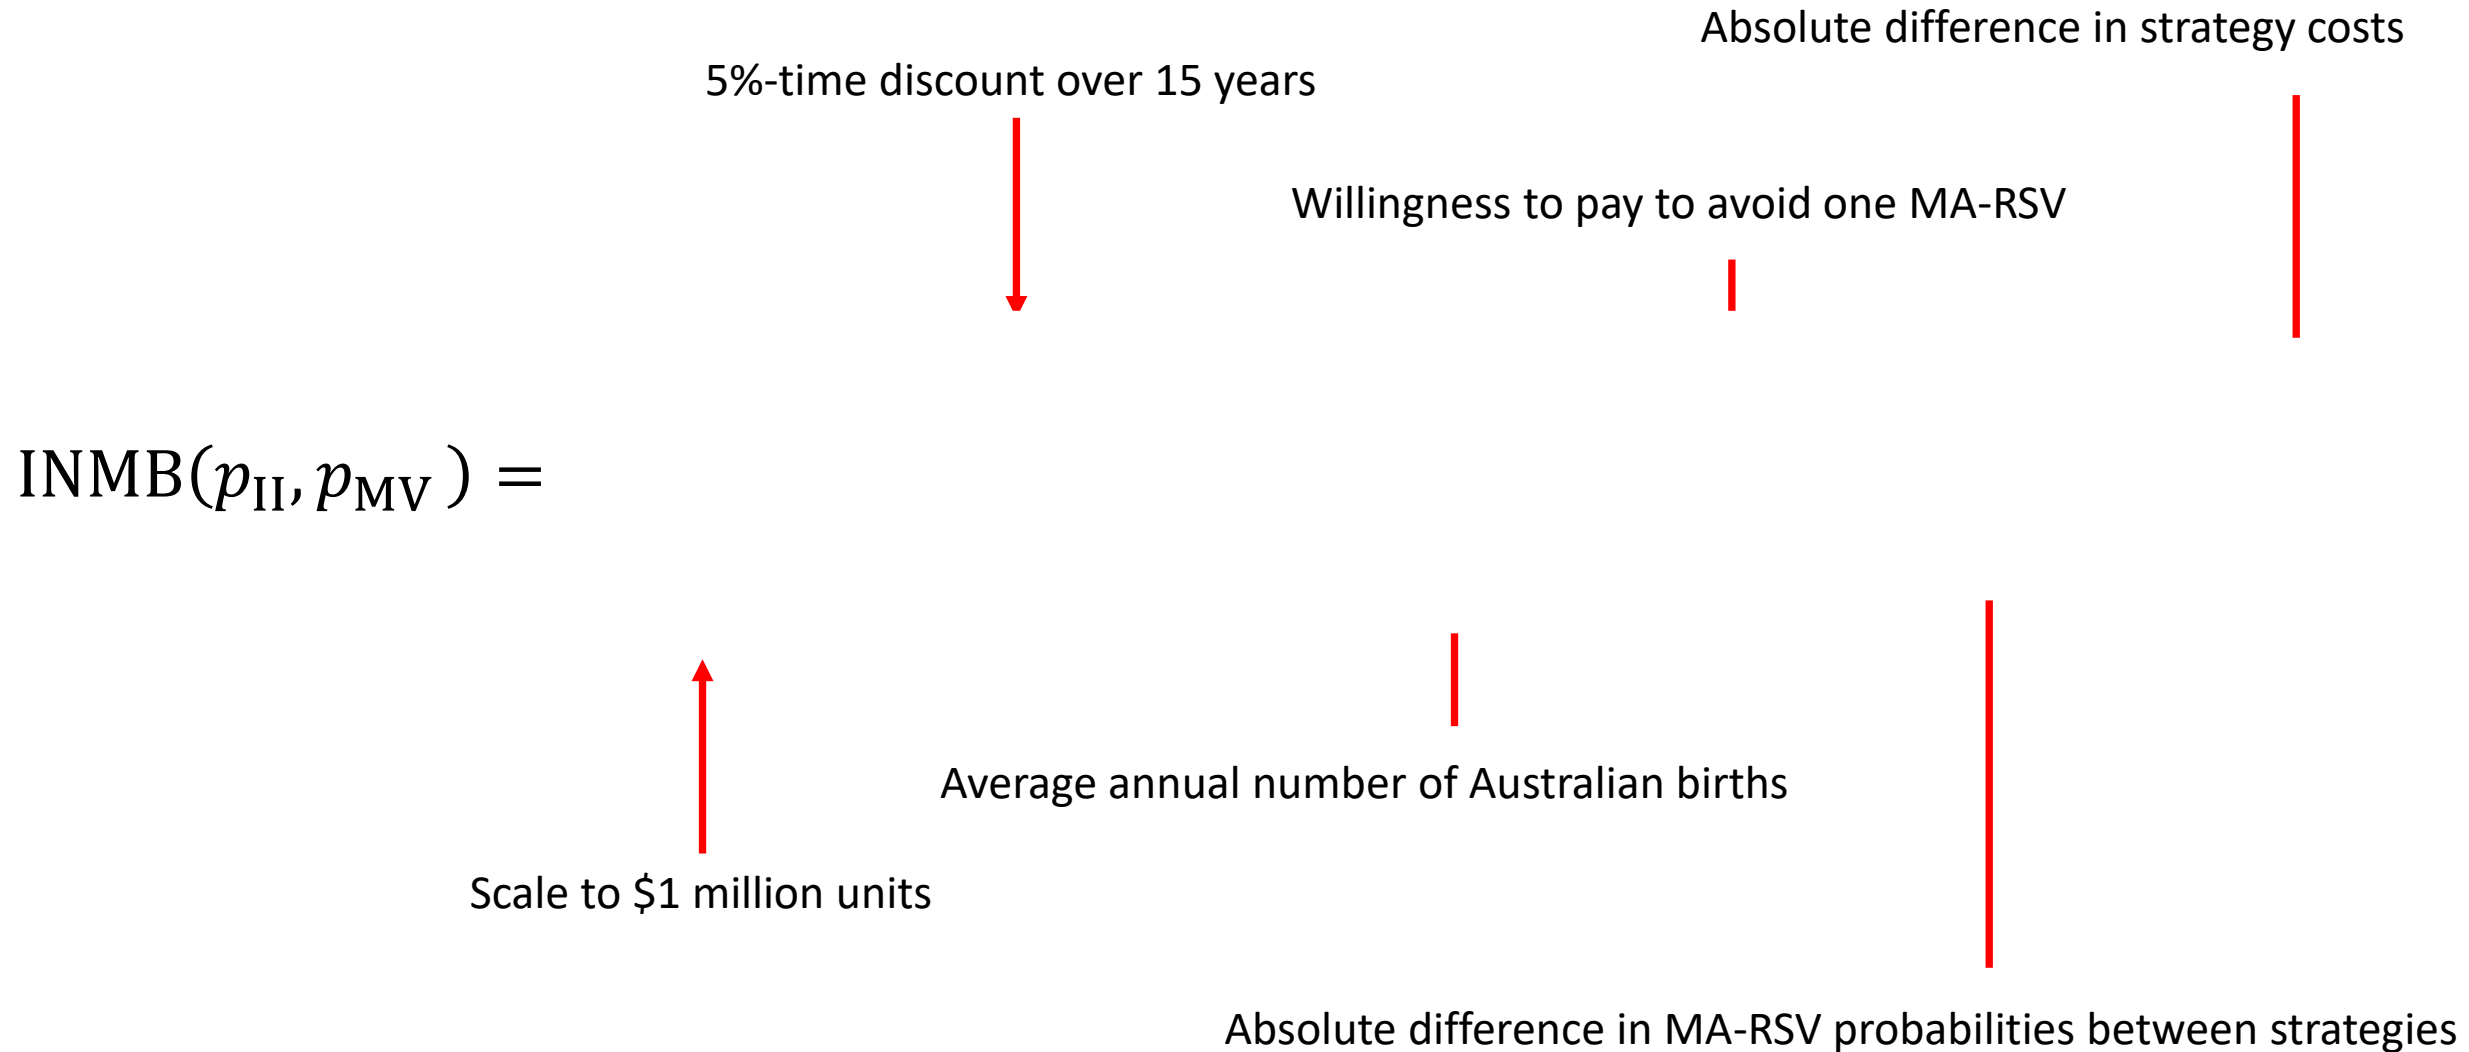 Absolute difference in strategy costs
5%-time discount over 15 years
Willingness to pay to avoid one MA-RSV
INMB(p_II, p_MV) =
Average annual number of Australian births
Scale to $1 million units
Absolute difference in MA-RSV probabilities between strategies